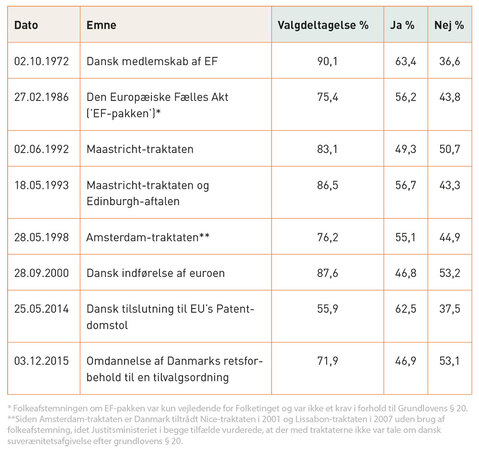 Dato Emne Valgdeltagelse % Ja % Nej %
02.10.1972 Dansk medlemskab af EF 90,1 63,4 36,6
27.02.1986 Den Europæiske Fælles Akt 75,4 56,2 43,8
('EF-pakken')*
02.06.1992 Maastricht-traktaten 83,1 49,3 50,7
18.05.1993 Maastricht-traktaten og 86,5 56,7 43,3
Edinburgh-aftalen
28.05.1998 Amsterdam-traktaten** 76,2 55,1 44,9
28.09.2000 Dansk indførelse af euroen 87,6 46,8 53,2
25.05.2014 Dansk tilslutning til EU's Patent- 55,9 62,5 37,5
domstol
03.12.2015 Omdannelse af Danmarks retsfor- 71,9 46,9 53,1
behold til en tilvalgsordning
* Folkeafstemningen om EF-pakken var kun vejledende for Folketinget og var ikke et krav i forhold til Grundlovens § 20.
**Siden Amsterdam-traktaten er Danmark tiltrådt Nice-traktaten i 2001 og Lissabon-traktaten i 2007 uden brug af
folkeafstemning, idet Justitsministeriet i begge tilfælde vurderede, at der med traktaterne ikke var tale om dansk
suverænitetsafgivelse efter grundlovens § 20.